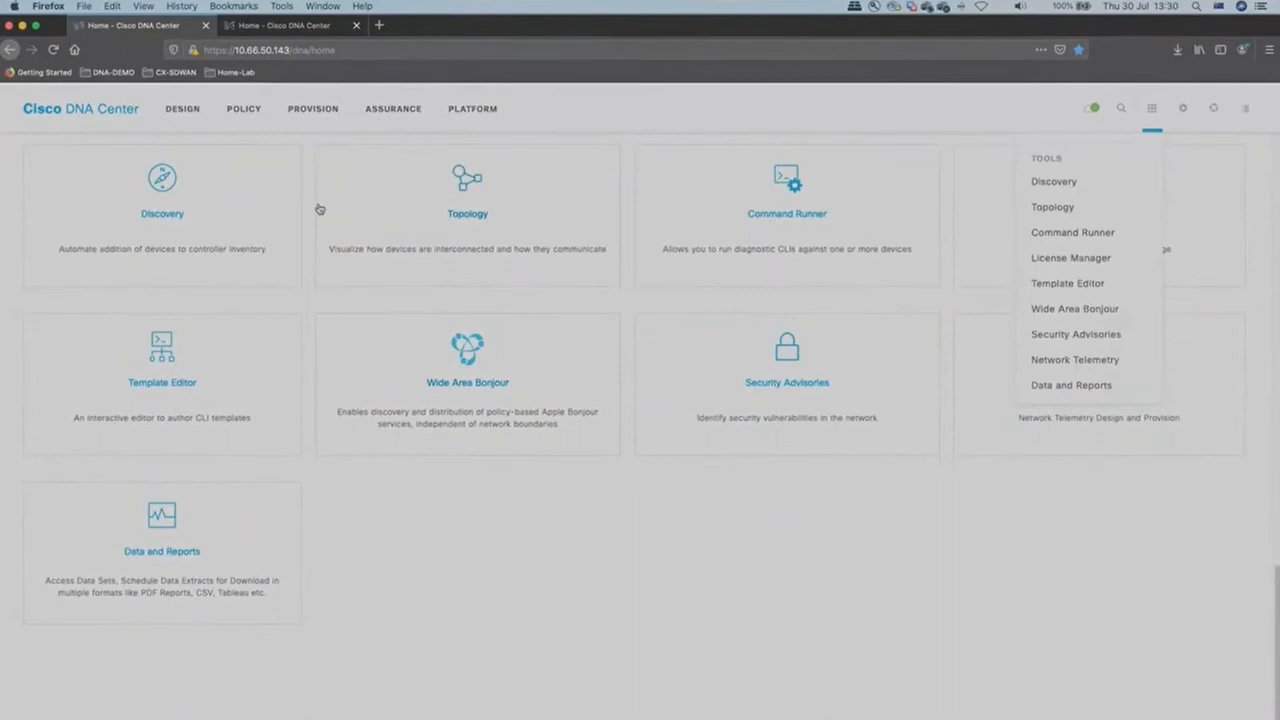 Firefox File Edit View History Bookmarks Tools Window Help 100% Thu 30 Jul 13:30
Home - Cisco DNA Center Home - Cisco DNA Center
https://10.66.50.143/dna/home
Getting Started DNA-DEMO CX-SDWAN Home-Lab
Cisco DNA Center DESIGN POLICY PROVISION ASSURANCE PLATFORM
Discovery
Automate addition of devices to controller inventory
Topology
Visualize how devices are interconnected and how they communicate
Command Runner
Allows you to run diagnostic CLIs against one or more devices
TOOLS
Discovery
Topology
Command Runner
License Manager
Template Editor
Wide Area Bonjour
Security Advisories
Network Telemetry
Data and Reports
Template Editor
An interactive editor to author CLI templates
Wide Area Bonjour
Enables discovery and distribution of policy-based Apple Bonjour
services, independent of network boundaries
Security Advisories
Identify security vulnerabilities in the network
Network Telemetry Design and Provision
Data and Reports
Access Data Sets, Schedule Data Extracts for Download in
multiple formats like PDF Reports, CSV, Tableau etc.